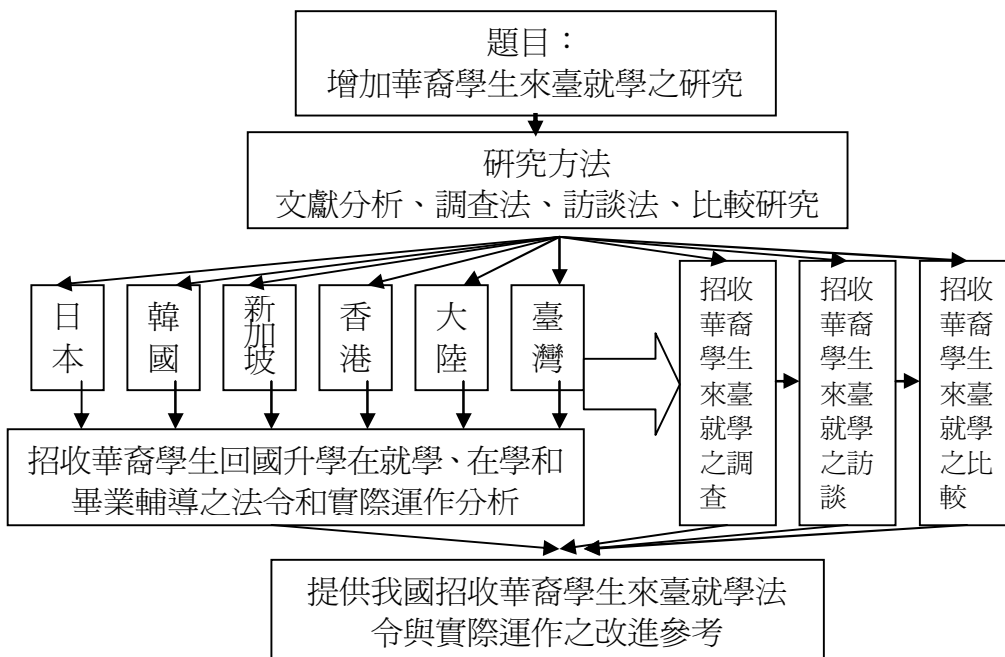 題目：
增加華裔學生來臺就學之研究
研究方法
文獻分析、調查法、訪談法、比較研究
日本
韓國
新加坡
香港
大陸
臺灣
招收華裔學生來臺就學之調查
招收華裔學生來臺就學之訪談
招收華裔學生來臺就學之比較
招收華裔學生回國升學在就學、在學和
畢業輔導之法令和實際運作分析
提供我國招收華裔學生來臺就學法
令與實際運作之改進參考